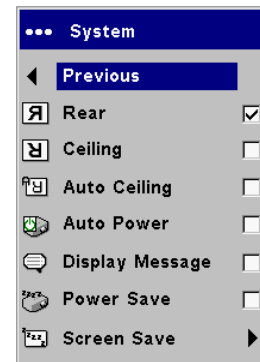 ••• System
Previous
Rear
Ceiling
Auto Ceiling
Auto Power
Display Message
Power Save
Screen Save